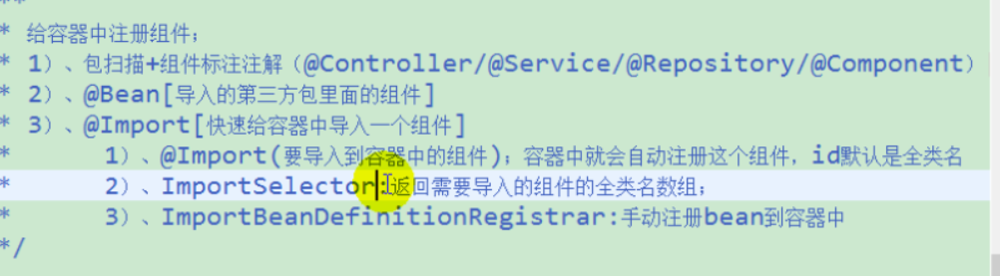 **
* 给容器中注册组件;
* 1)、包扫描+组件标注注解(@Controller/@Service/@Repository/@Component)
* 2)、@Bean[导入的第三方包里面的组件]
* 3)、@Import[快速给容器中导入一个组件]
* 1)、@Import(要导入到容器中的组件);容器中就会自动注册这个组件,id默认是全类名
* 2)、ImportSelector:返回需要导入的组件的全类名数组;
* 3)、ImportBeanDefinitionRegistrar:手动注册bean到容器中
*/